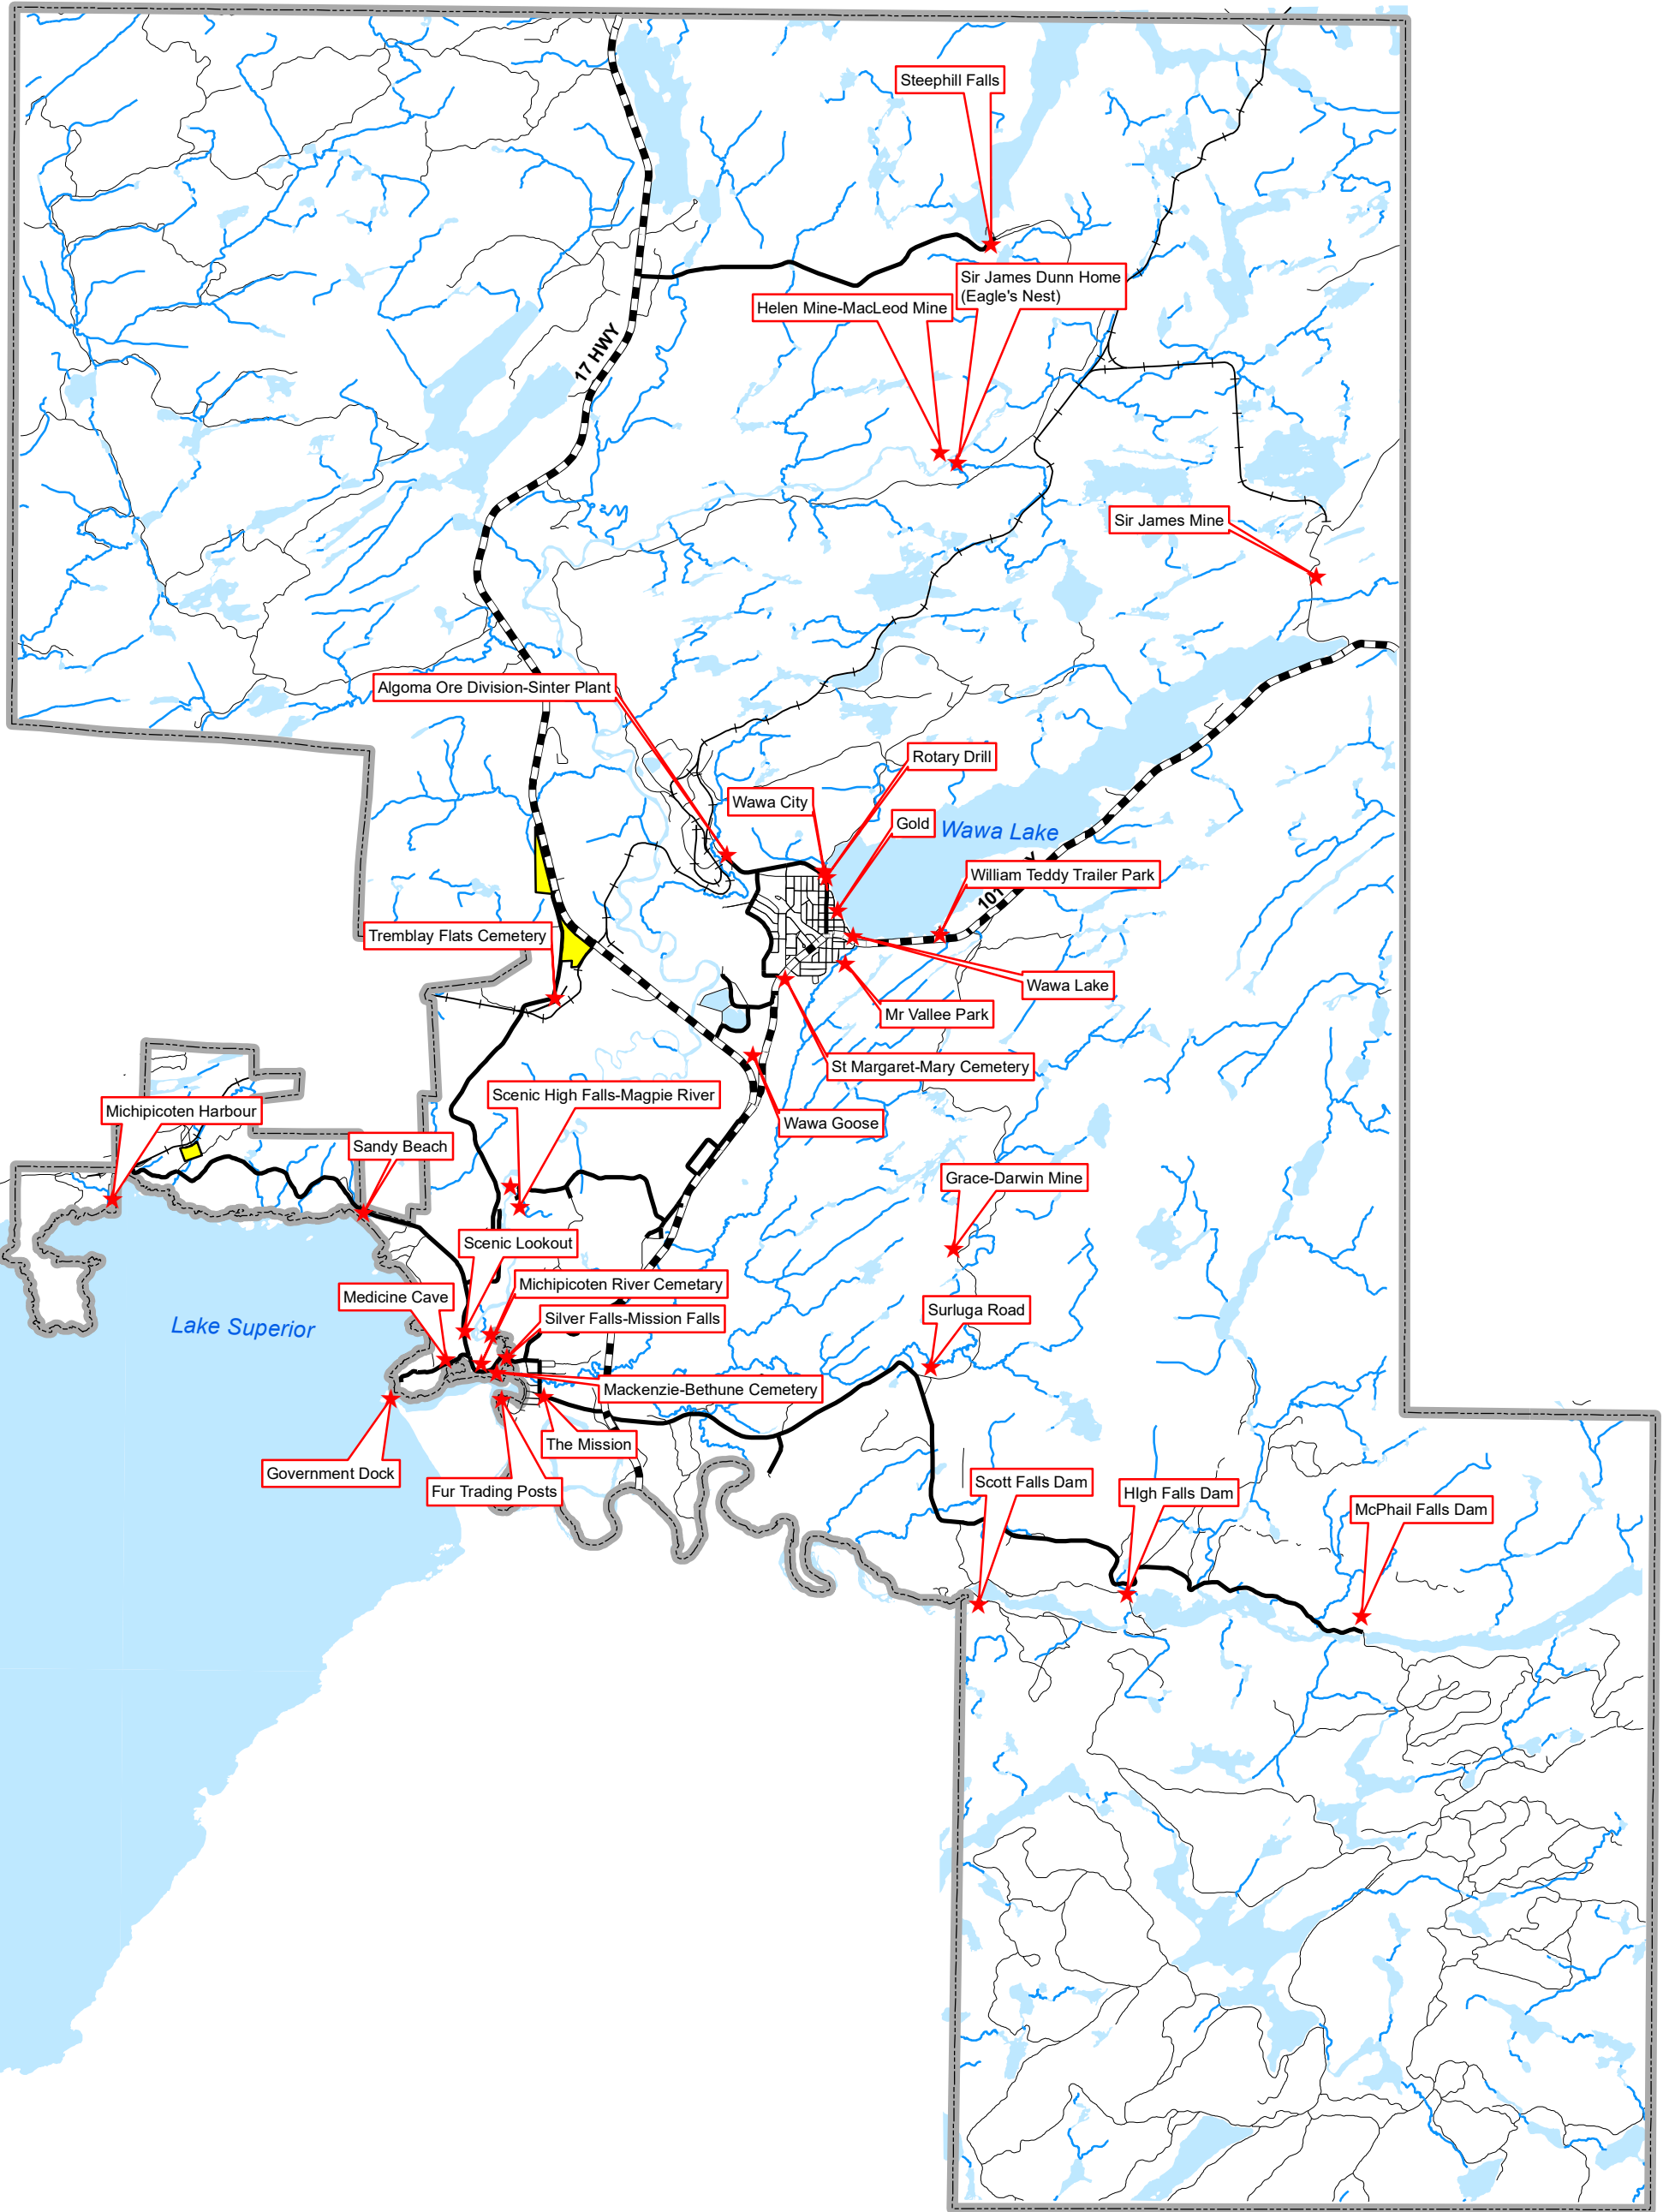 Steephill Falls
Sir James Dunn Home
(Eagle's Nest)
Helen Mine-MacLeod Mine
17 HWY
Sir James Mine
Algoma Ore Division-Sinter Plant
Rotary Drill
Wawa City
Gold
Wawa Lake
William Teddy Trailer Park
101
Tremblay Flats Cemetery
Wawa Lake
Mr Vallee Park
St Margaret-Mary Cemetery
Scenic High Falls-Magpie River
Michipicoten Harbour
Wawa Goose
Sandy Beach
Grace-Darwin Mine
Scenic Lookout
Michipicoten River Cemetary
Medicine Cave
Surluga Road
Silver Falls-Mission Falls
Lake Superior
Mackenzie-Bethune Cemetery
The Mission
Government Dock
Scott Falls Dam
Fur Trading Posts
HIgh Falls Dam
McPhail Falls Dam